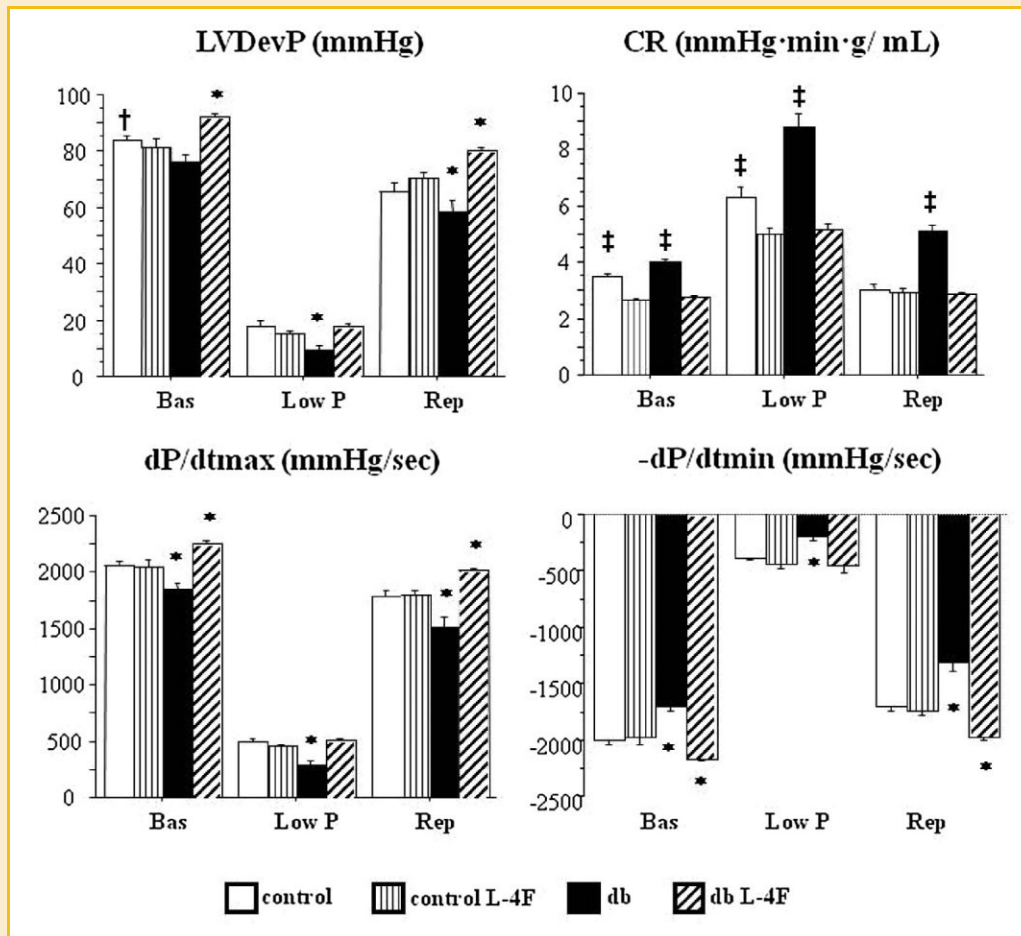 LVDevP (mmHg)
100
80
60
40
20
0
†
*
*
*
*
Bas
Low P
Rep
CR (mmHg·min·g/ mL)
10
8
6
4
2
0
‡
‡
‡
‡
‡
Bas
Low P
Rep
dP/dtmax (mmHg/sec)
2500
2000
1500
1000
500
0
*
*
*
*
*
Bas
Low P
Rep
-dP/dtmin (mmHg/sec)
0
-500
-1000
-1500
-2000
-2500
*
*
*
*
*
Bas
Low P
Rep
control
control L-4F
db
db L-4F